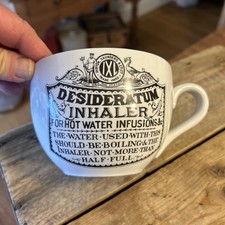 IXL
DESIDERATUM
INHALER
FOR HOT WATER INFUSIONS &c
THE WATER USED WITH THIS
SHOULD BE BOILING & THE
INHALER NOT MORE THAN
HALF FULL